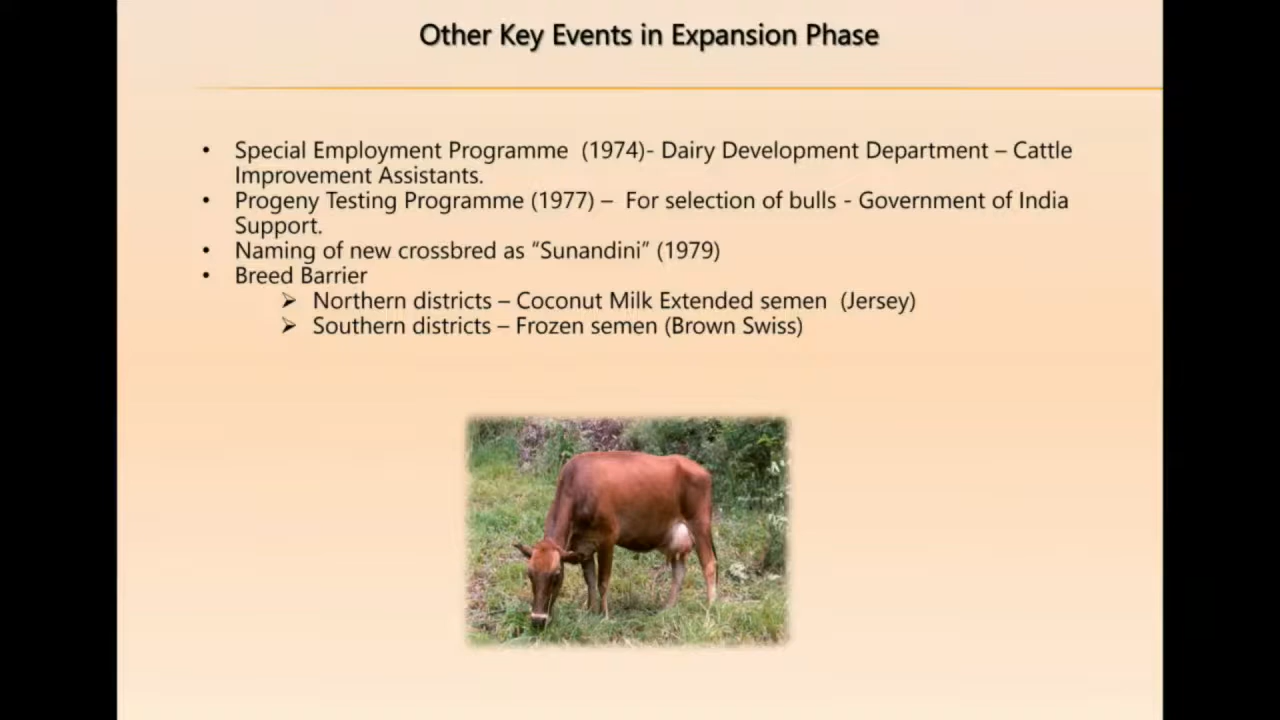 Other Key Events in Expansion Phase
• Special Employment Programme (1974)- Dairy Development Department – Cattle
Improvement Assistants.
• Progeny Testing Programme (1977) – For selection of bulls - Government of India
Support.
• Naming of new crossbred as “Sunandini” (1979)
• Breed Barrier
➢ Northern districts – Coconut Milk Extended semen (Jersey)
➢ Southern districts – Frozen semen (Brown Swiss)